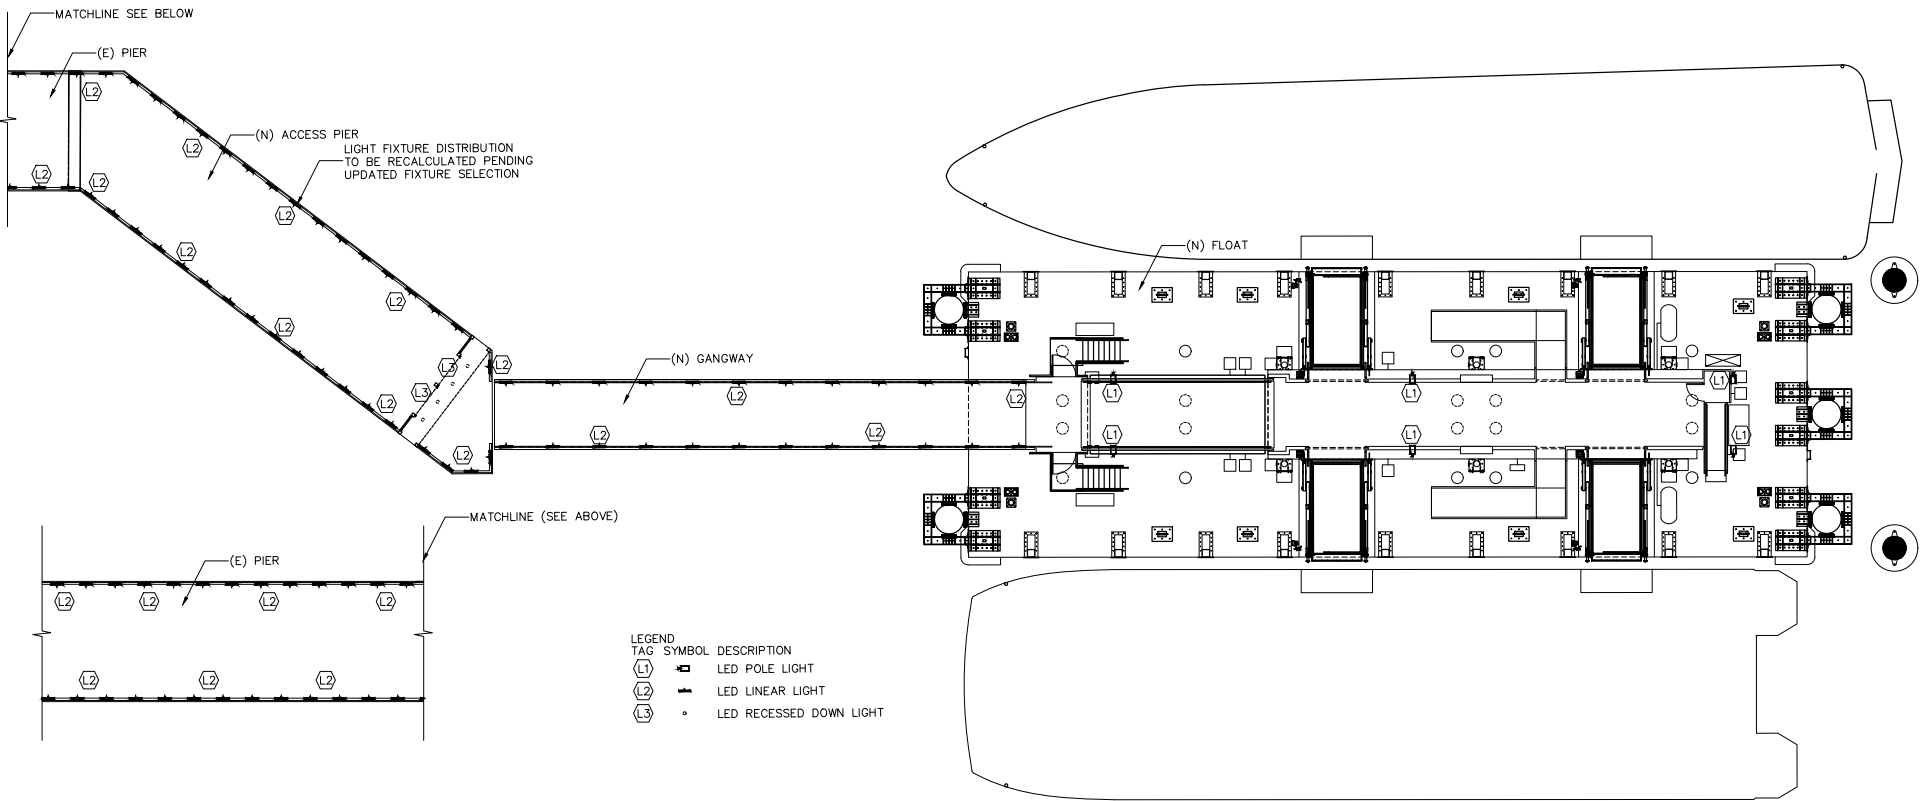 MATCHLINE SEE BELOW
(E) PIER
L2
(N) ACCESS PIER
LIGHT FIXTURE DISTRIBUTION
TO BE RECALCULATED PENDING
UPDATED FIXTURE SELECTION
L2
L2
L2
L2
L2
(N) FLOAT
L2
L2
L2
(N) GANGWAY
L2
L3
L3
L2
L2
L2
L2
L1
L1
L1
L2
L2
L2
L1
L1
L1
MATCHLINE (SEE ABOVE)
(E) PIER
L2
L2
L2
L2
L2
L2
L2
LEGEND
TAG SYMBOL DESCRIPTION
L1 LED POLE LIGHT
L2 LED LINEAR LIGHT
L3 LED RECESSED DOWN LIGHT